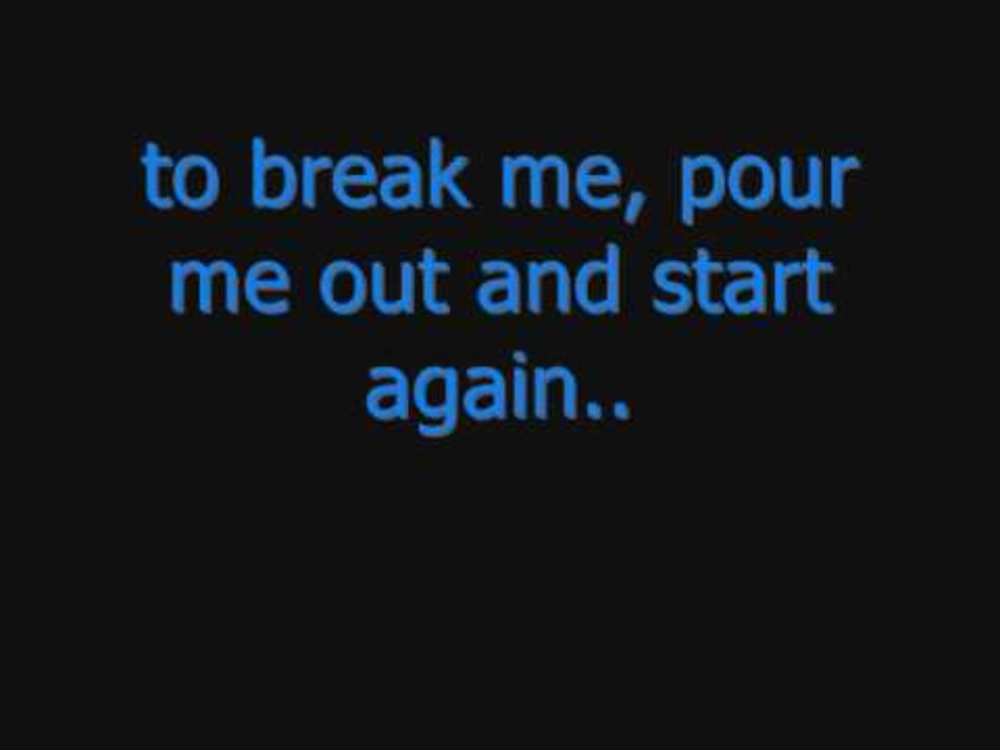 to break me, pour
me out and start
again..